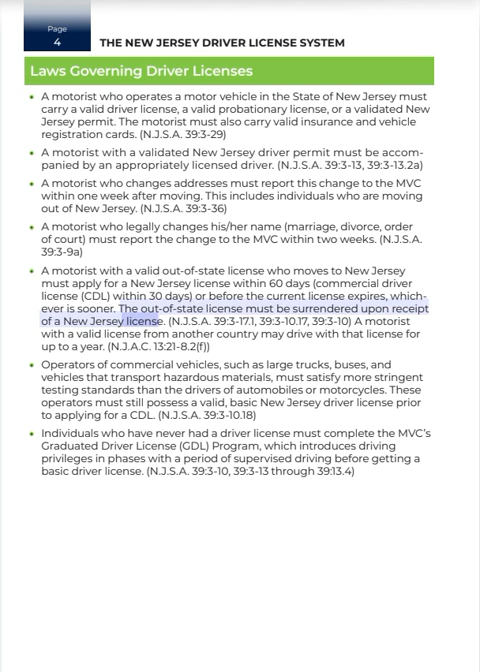 Page
4
THE NEW JERSEY DRIVER LICENSE SYSTEM
Laws Governing Driver Licenses
• A motorist who operates a motor vehicle in the State of New Jersey must
carry a valid driver license, a valid probationary license, or a validated New
Jersey permit. The motorist must also carry valid insurance and vehicle
registration cards. (N.J.S.A. 39:3-29)
• A motorist with a validated New Jersey driver permit must be accom-
panied by an appropriately licensed driver. (N.J.S.A. 39:3-13, 39:3-13.2a)
• A motorist who changes addresses must report this change to the MVC
within one week after moving. This includes individuals who are moving
out of New Jersey. (N.J.S.A. 39:3-36)
• A motorist who legally changes his/her name (marriage, divorce, order
of court) must report the change to the MVC within two weeks. (N.J.S.A.
39:3-9a)
• A motorist with a valid out-of-state license who moves to New Jersey
must apply for a New Jersey license within 60 days (commercial driver
license (CDL) within 30 days) or before the current license expires, which-
ever is sooner. The out-of-state license must be surrendered upon receipt
of a New Jersey license. (N.J.S.A. 39:3-17.1, 39:3-10.17, 39:3-10) A motorist
with a valid license from another country may drive with that license for
up to a year. (N.J.A.C. 13:21-8.2(f))
• Operators of commercial vehicles, such as large trucks, buses, and
vehicles that transport hazardous materials, must satisfy more stringent
testing standards than the drivers of automobiles or motorcycles. These
operators must still possess a valid, basic New Jersey driver license prior
to applying for a CDL. (N.J.S.A. 39:3-10.18)
• Individuals who have never had a driver license must complete the MVC’s
Graduated Driver License (GDL) Program, which introduces driving
privileges in phases with a period of supervised driving before getting a
basic driver license. (N.J.S.A. 39:3-10, 39:3-13 through 39:13.4)